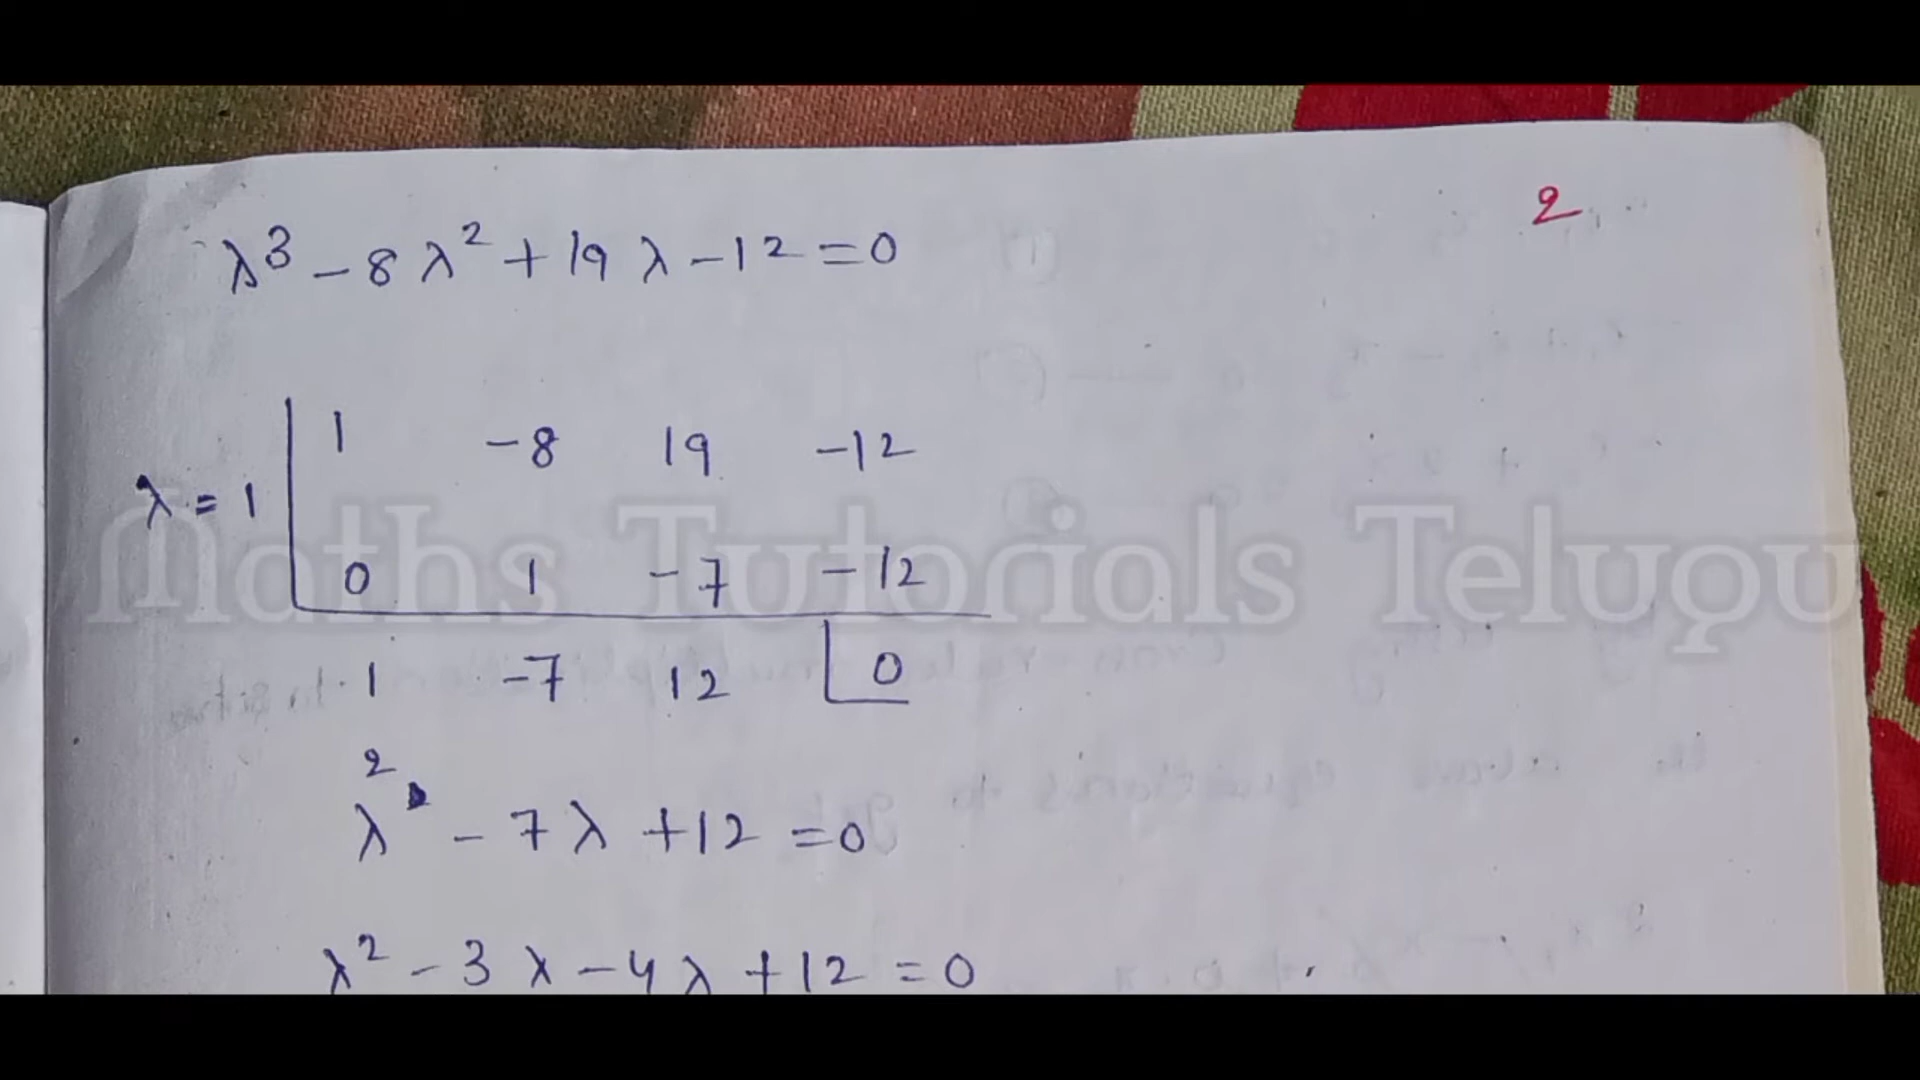 2
λ³ - 8λ² + 19λ - 12 = 0
1 -8 19 -12
λ = 1
0 1 -7 -12
Maths Tutorials Telugu
1 -7 12 0
λ² - 7λ + 12 = 0
λ² - 3λ - 4λ + 12 = 0